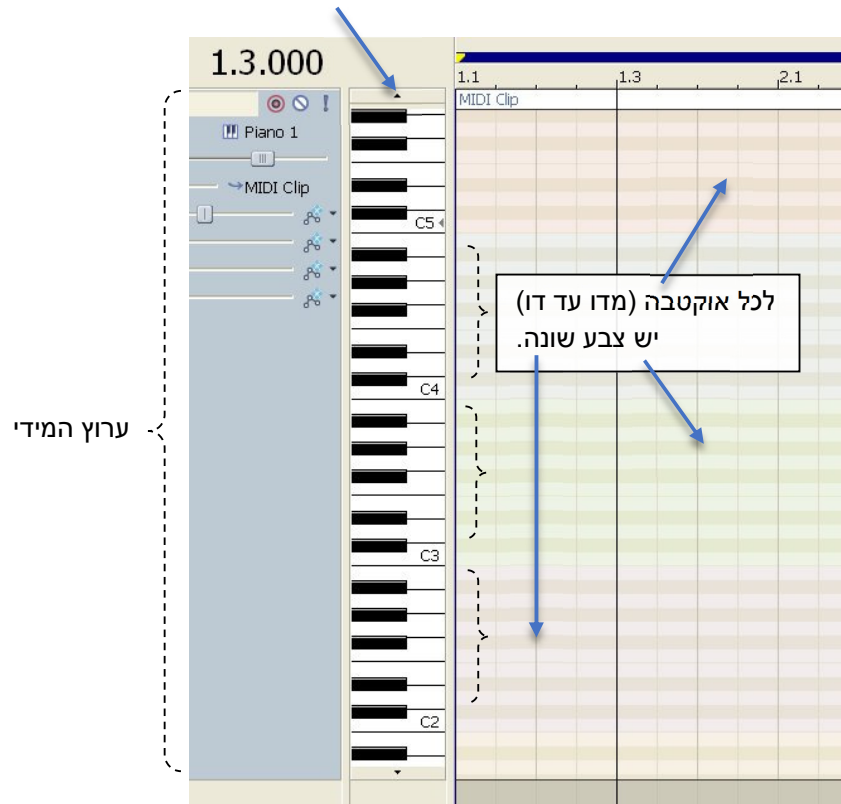 1.3.000
1.1
1.3
2.1
MIDI Clip
Piano 1
MIDI Clip
C5
לכל אוקטבה (מדו עד דו)
יש צבע שונה.
C4
ערוץ המידי
C3
C2